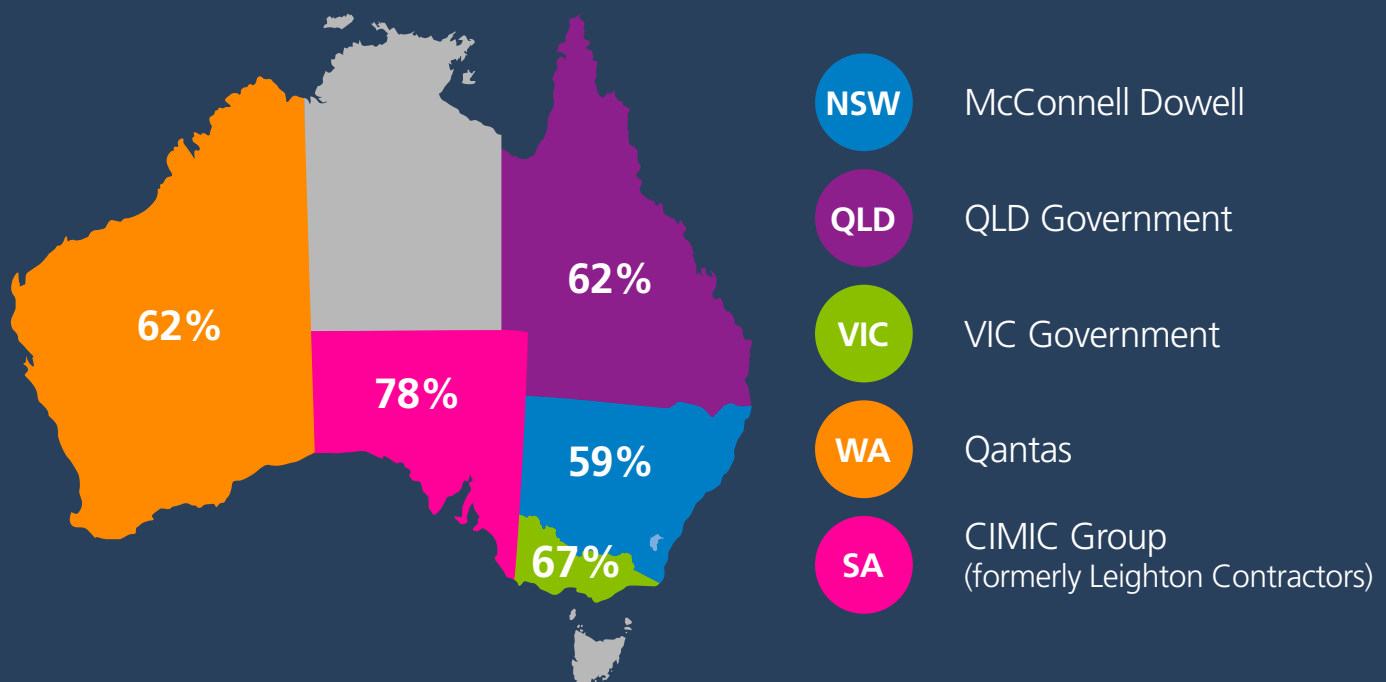 62%
62%
78%
59%
67%
NSW McConnell Dowell
QLD QLD Government
VIC VIC Government
WA Qantas
SA CIMIC Group
(formerly Leighton Contractors)